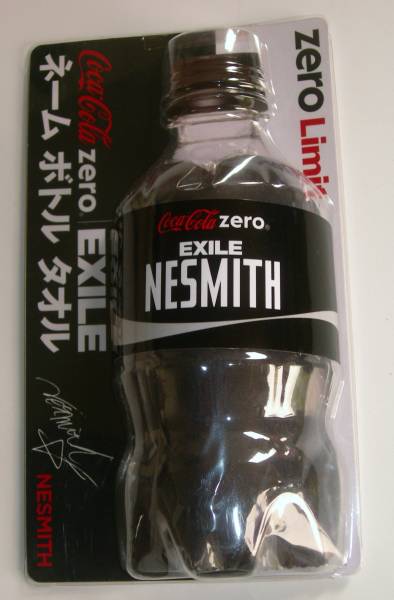 Coca-Cola zero® EXILE
ネーム ボトル タオル
NESMITH
Coca-Cola zero®
EXILE
NESMITH
zero Limit